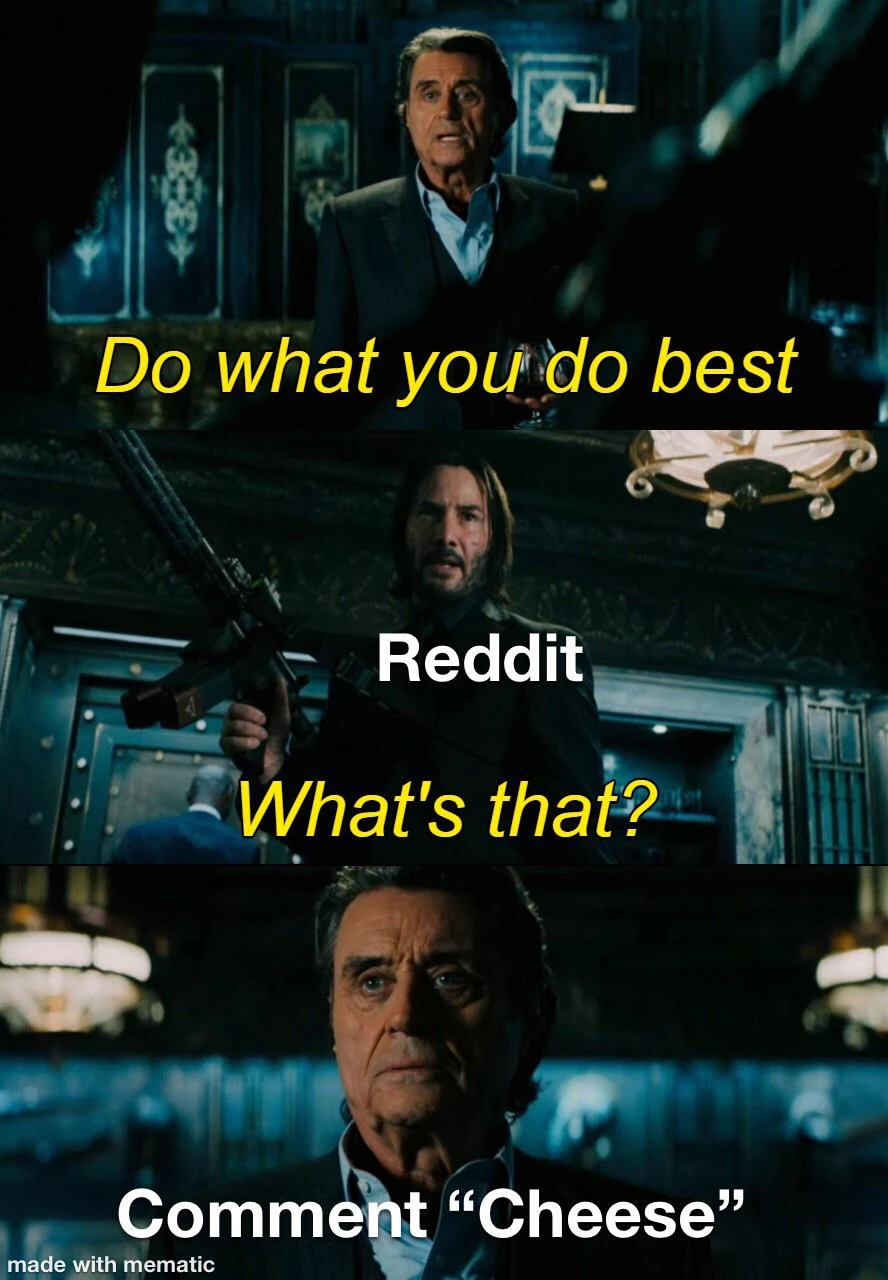 Do what you do best
Reddit
What's that?
Comment “Cheese”
made with mematic